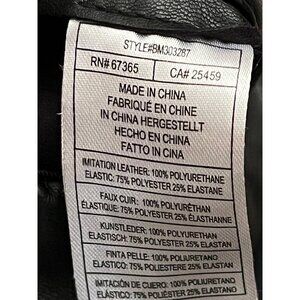 STYLE#BM303287
RN# 67365
CA# 25459
MADE IN CHINA
FABRIQUÉ EN CHINE
IN CHINA HERGESTELLT
HECHO EN CHINA
FATTO IN CINA
IMITATION LEATHER: 100% POLYURETHANE
ELASTIC: 75% POLYESTER 25% ELASTANE
FAUX CUIR: 100% POLYURÉTHAN
ÉLASTIQUE: 75% POLYESTER 25% ÉLASTHANNE
KUNSTLEDER: 100% POLYURETHAN
ELASTISCH: 75% POLYESTER 25% ELASTAN
FINTA PELLE: 100% POLIURETANO
ELASTICO: 75% POLIESTERE 25% ELASTAN
IMITACIÓN DE CUERO: 100% POLIURETANO
75% POLIÉSTER 25% ELAST